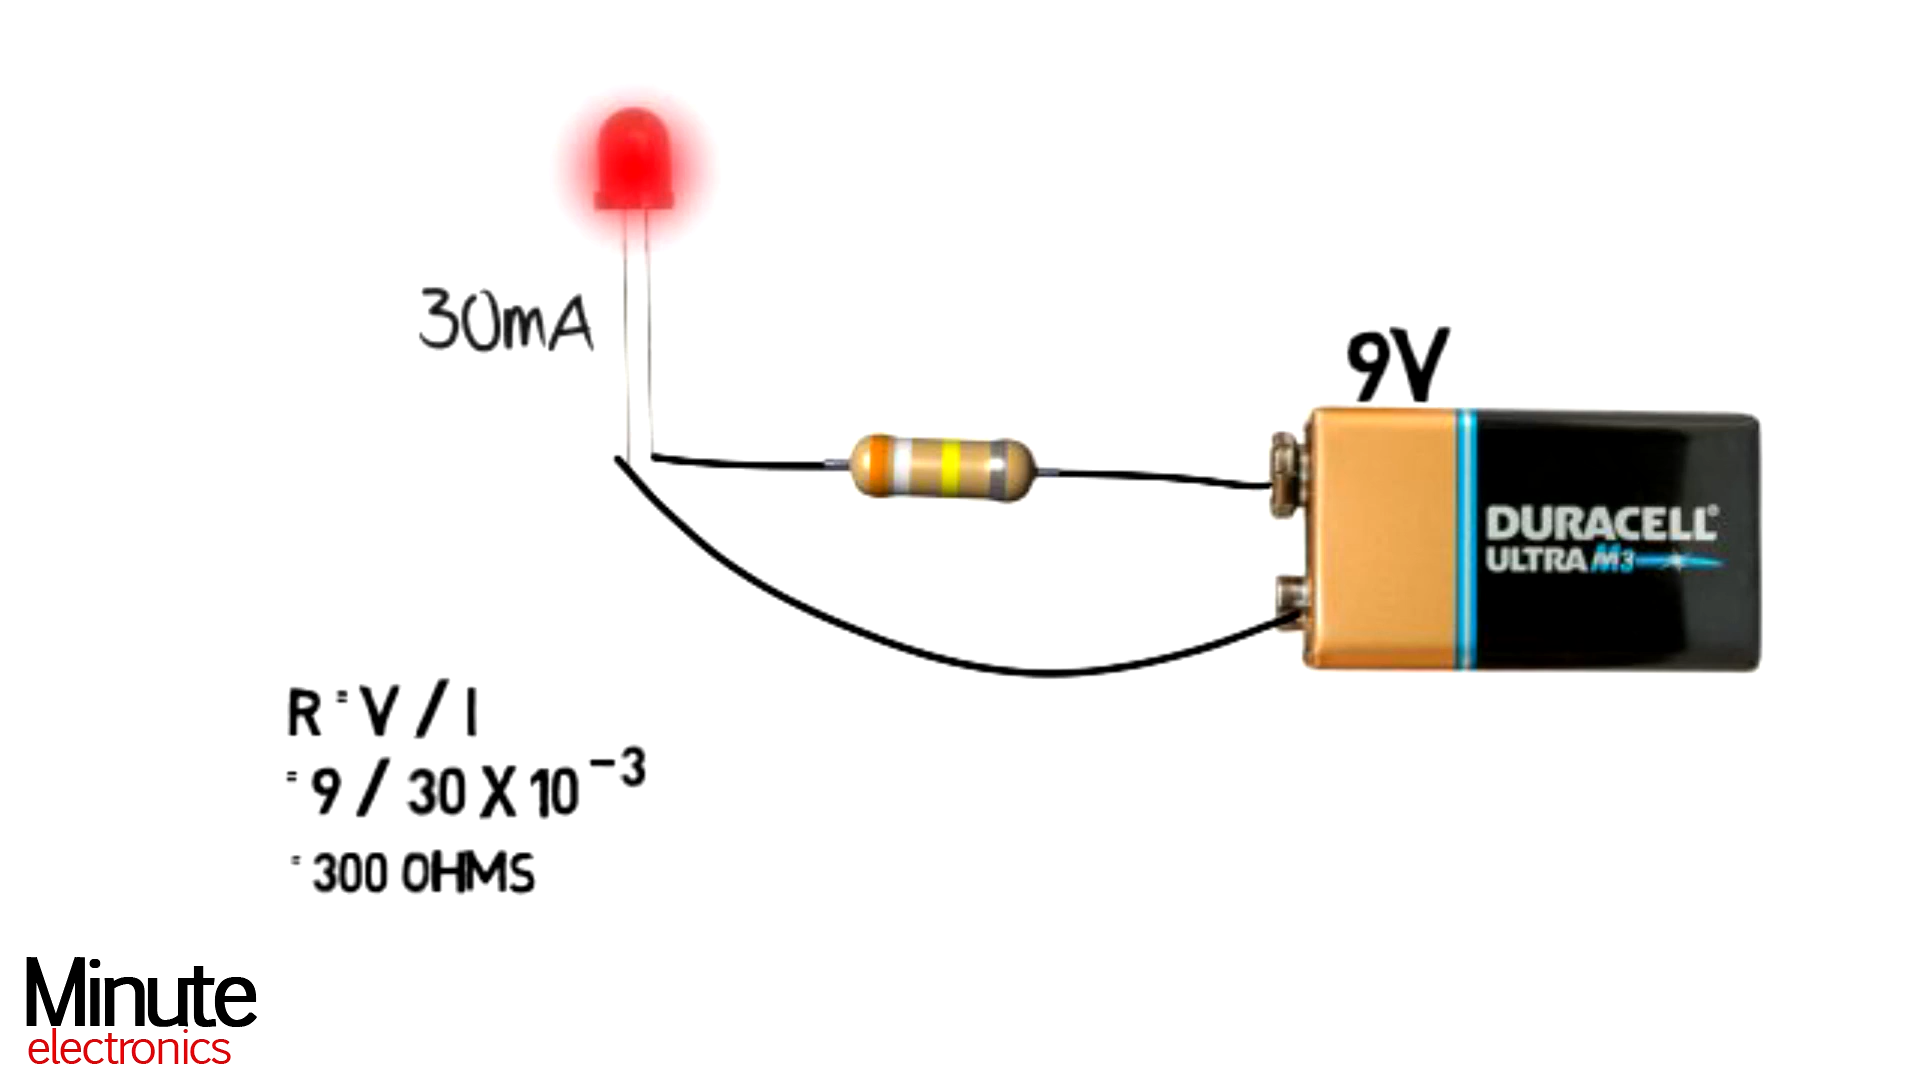 30mA
9V
DURACELL®
ULTRA M3
R = V / I
= 9 / 30 X 10⁻³
= 300 OHMS
Minute
electronics